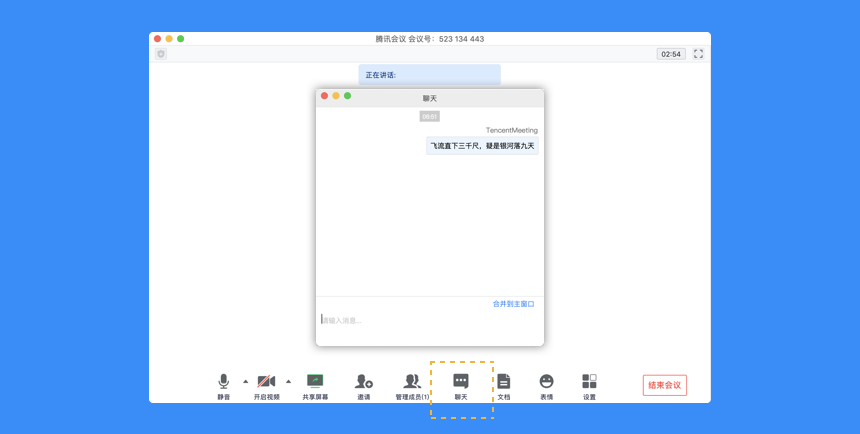 腾讯会议 会议号：523 134 443
02:54
正在讲话:
聊天
TencentMeeting
飞流直下三千尺，疑是银河落九天
合并到主窗口
请输入消息...
静音 开启视频 共享屏幕 邀请 管理成员(1) 聊天 文档 表情 设置
结束会议